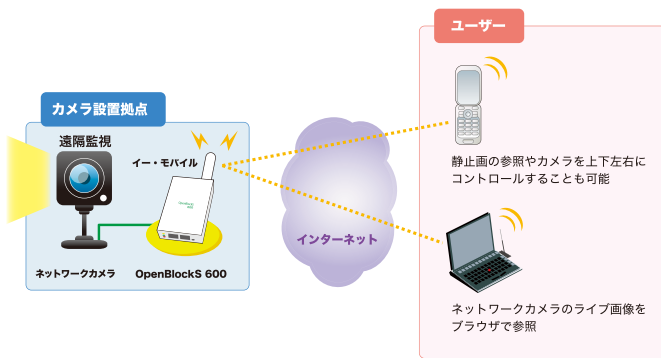 カメラ設置拠点
遠隔監視
イー・モバイル
ネットワークカメラ
OpenBlockS 600
インターネット
ユーザー
静止画の参照やカメラを上下左右に
コントロールすることも可能
ネットワークカメラのライブ画像を
ブラウザで参照